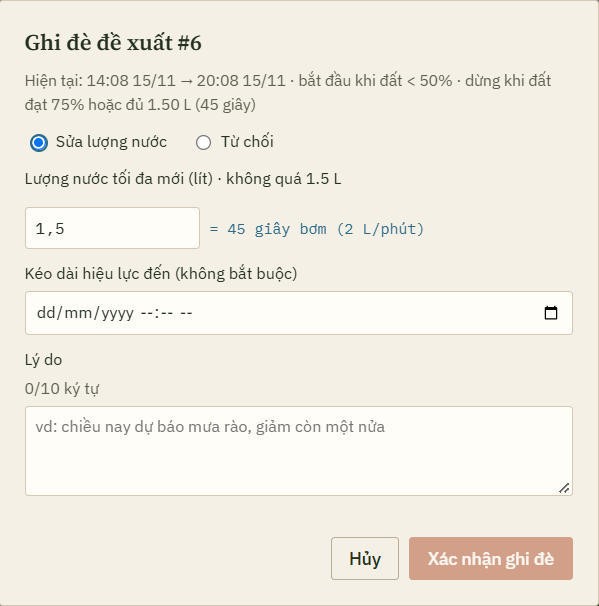 Ghi đè đề xuất #6
Hiện tại: 14:08 15/11 → 20:08 15/11 · bắt đầu khi đất < 50% · dừng khi đất
đạt 75% hoặc đủ 1.50 L (45 giây)
Sửa lượng nước Từ chối
Lượng nước tối đa mới (lít) · không quá 1.5 L
1,5 = 45 giây bơm (2 L/phút)
Kéo dài hiệu lực đến (không bắt buộc)
dd/mm/yyyy --:-- --
Lý do
0/10 ký tự
vd: chiều nay dự báo mưa rào, giảm còn một nửa
Hủy Xác nhận ghi đè